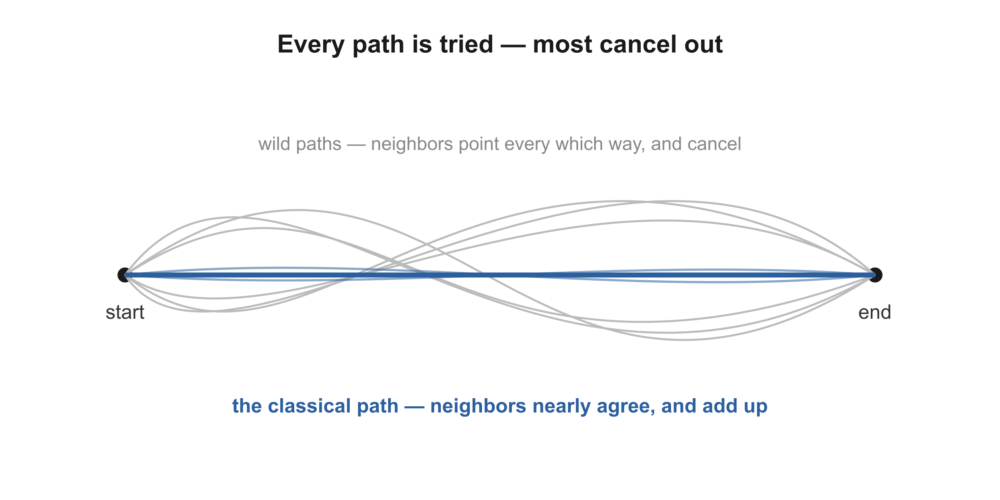 Every path is tried — most cancel out
wild paths — neighbors point every which way, and cancel
start
end
the classical path — neighbors nearly agree, and add up